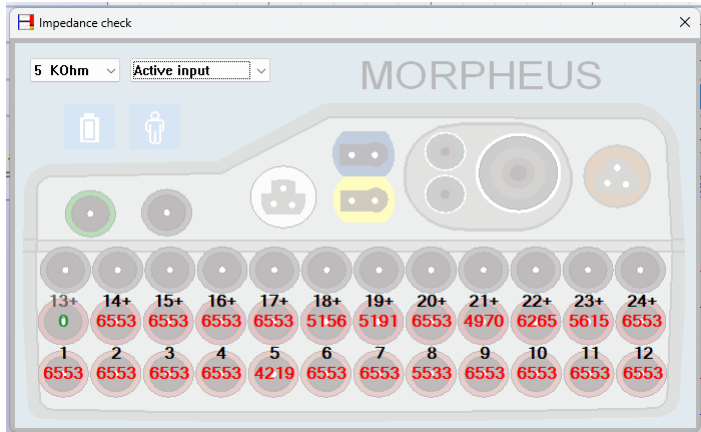 Impedance check
5 KOhm Active input
MORPHEUS
13+ 14+ 15+ 16+ 17+ 18+ 19+ 20+ 21+ 22+ 23+ 24+
0 6553 6553 6553 6553 5156 5191 6553 4970 6265 5615 6553
1 2 3 4 5 6 7 8 9 10 11 12
6553 6553 6553 6553 4219 6553 6553 5533 6553 6553 6553 6553